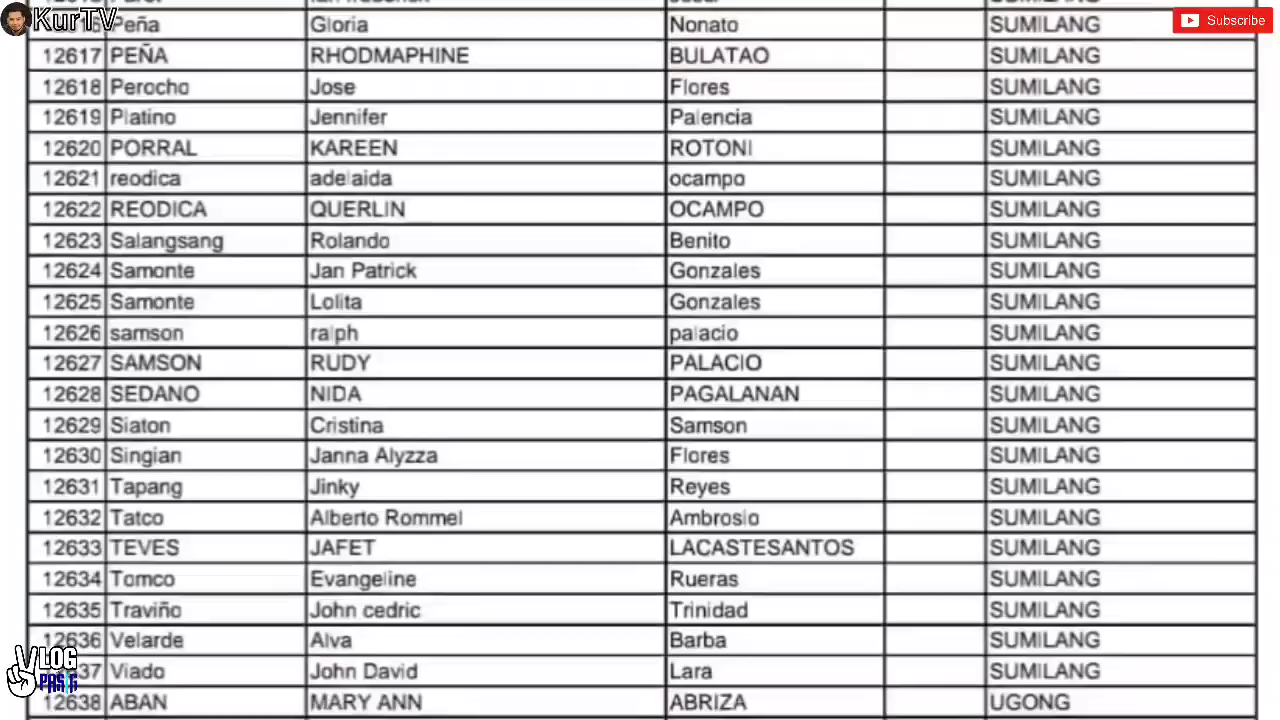 KurTV Peña Gloria Nonato SUMILANG
Subscribe
12617 PEÑA RHODMAPHINE BULATAO SUMILANG
12618 Perocho Jose Flores SUMILANG
12619 Platino Jennifer Palencia SUMILANG
12620 PORRAL KAREEN ROTONI SUMILANG
12621 reodica adelaida ocampo SUMILANG
12622 REODICA QUERLIN OCAMPO SUMILANG
12623 Salangsang Rolando Benito SUMILANG
12624 Samonte Jan Patrick Gonzales SUMILANG
12625 Samonte Lolita Gonzales SUMILANG
12626 samson ralph palacio SUMILANG
12627 SAMSON RUDY PALACIO SUMILANG
12628 SEDANO NIDA PAGALANAN SUMILANG
12629 Siaton Cristina Samson SUMILANG
12630 Singian Janna Alyzza Flores SUMILANG
12631 Tapang Jinky Reyes SUMILANG
12632 Tatco Alberto Rommel Ambrosio SUMILANG
12633 TEVES JAFET LACASTESANTOS SUMILANG
12634 Tomco Evangeline Rueras SUMILANG
12635 Traviño John cedric Trinidad SUMILANG
12636 Velarde Alva Barba SUMILANG
VLOG PASIG
37 Viado John David Lara SUMILANG
12638 ABAN MARY ANN ABRIZA UGONG